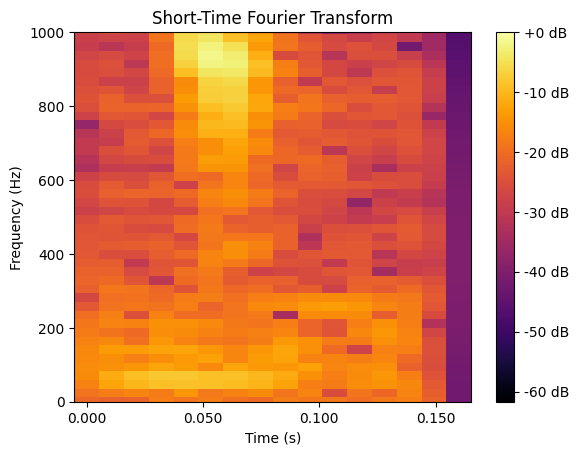 Short-Time Fourier Transform
1000
800
600
400
200
0
Frequency (Hz)
0.000
0.050
0.100
0.150
Time (s)
+0 dB
-10 dB
-20 dB
-30 dB
-40 dB
-50 dB
-60 dB